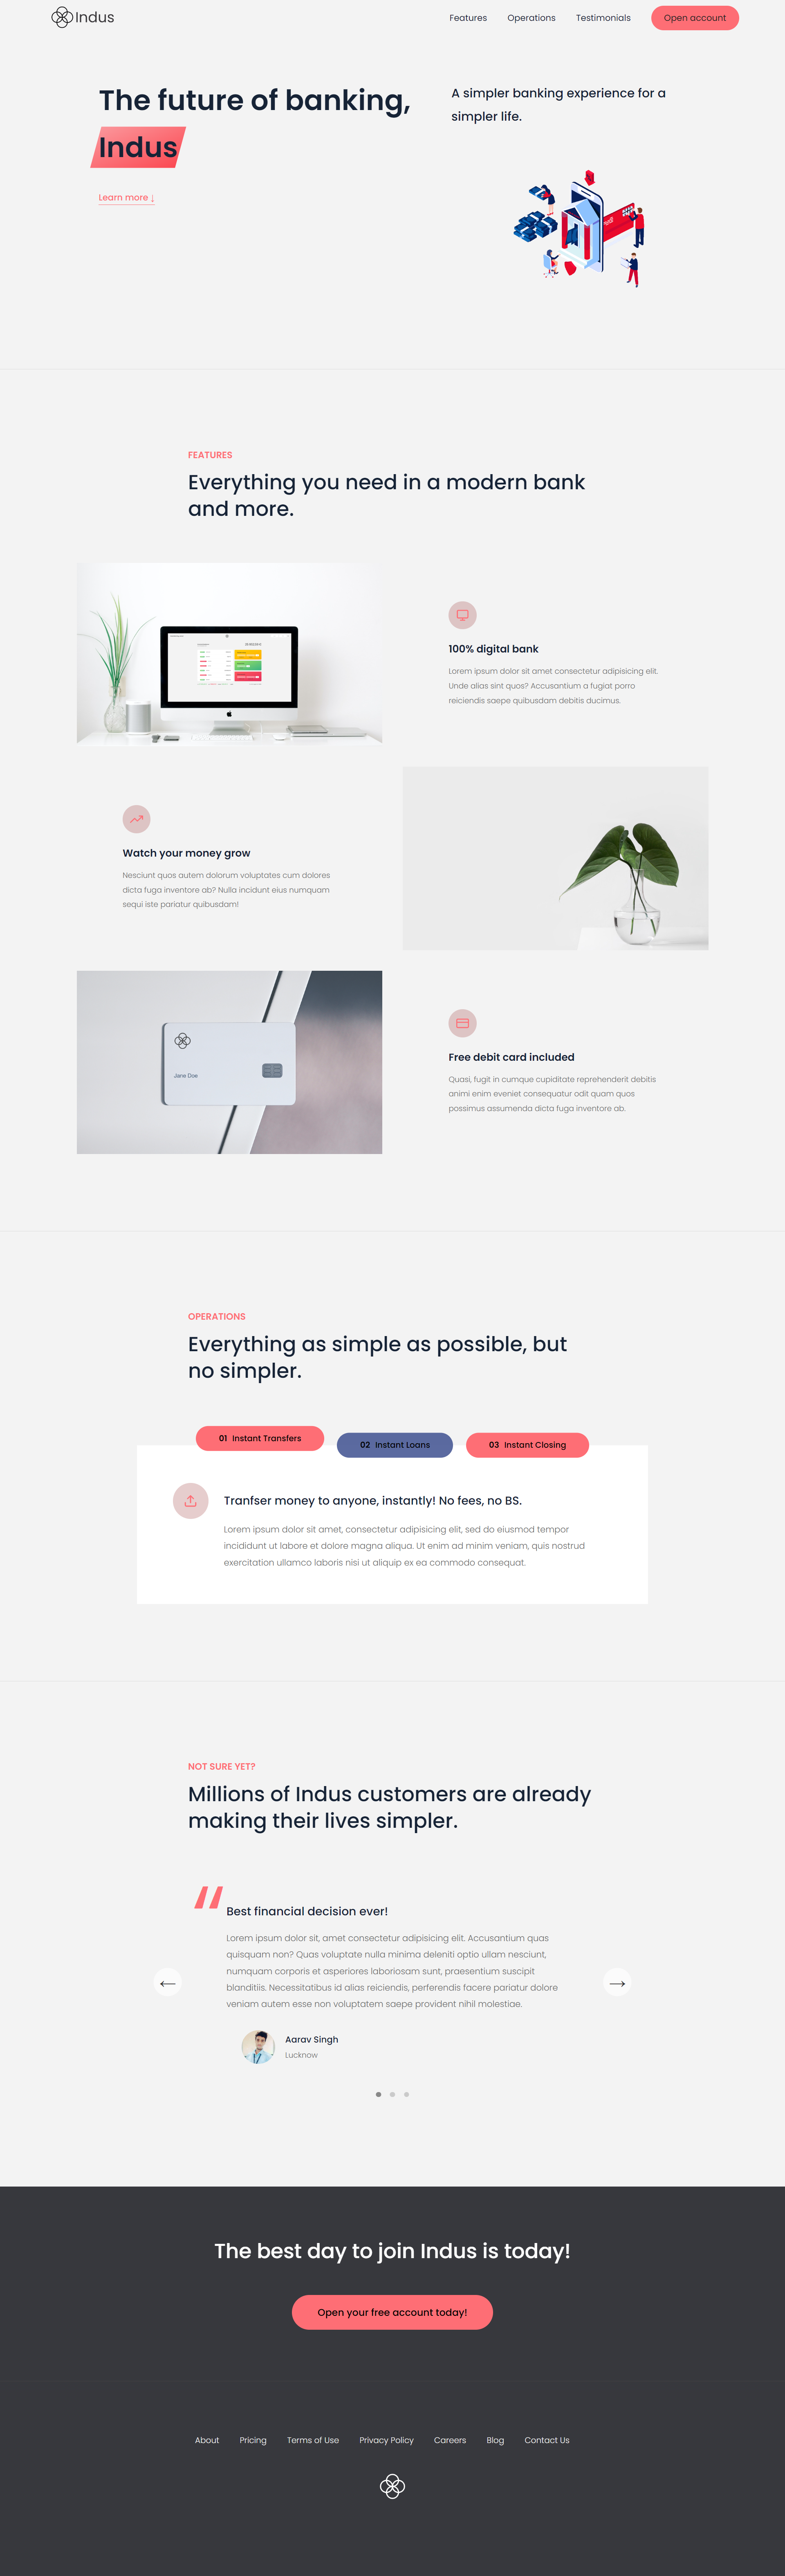 Indus
Features
Operations
Testimonials
Open account
The future of banking,
Indus
Learn more ↓
A simpler banking experience for a
simpler life.
FEATURES
Everything you need in a modern bank
and more.
100% digital bank
Lorem ipsum dolor sit amet consectetur adipisicing elit.
Unde alias sint quos? Accusantium a fugiat porro
reiciendis saepe quibusdam debitis ducimus.
Watch your money grow
Nesciunt quos autem dolorum voluptates cum dolores
dicta fuga inventore ab? Nulla incidunt eius numquam
sequi iste pariatur quibusdam!
Jane Doe
Free debit card included
Quasi, fugit in cumque cupiditate reprehenderit debitis
animi enim eveniet consequatur odit quam quos
possimus assumenda dicta fuga inventore ab.
OPERATIONS
Everything as simple as possible, but
no simpler.
01 Instant Transfers
02 Instant Loans
03 Instant Closing
Tranfser money to anyone, instantly! No fees, no BS.
Lorem ipsum dolor sit amet, consectetur adipisicing elit, sed do eiusmod tempor
incididunt ut labore et dolore magna aliqua. Ut enim ad minim veniam, quis nostrud
exercitation ullamco laboris nisi ut aliquip ex ea commodo consequat.
NOT SURE YET?
Millions of Indus customers are already
making their lives simpler.
“
Best financial decision ever!
Lorem ipsum dolor sit, amet consectetur adipisicing elit. Accusantium quas
quisquam non? Quas voluptate nulla minima deleniti optio ullam nesciunt,
numquam corporis et asperiores laboriosam sunt, praesentium suscipit
blanditiis. Necessitatibus id alias reiciendis, perferendis facere pariatur dolore
veniam autem esse non voluptatem saepe provident nihil molestiae.
←
→
Aarav Singh
Lucknow
The best day to join Indus is today!
Open your free account today!
About
Pricing
Terms of Use
Privacy Policy
Careers
Blog
Contact Us